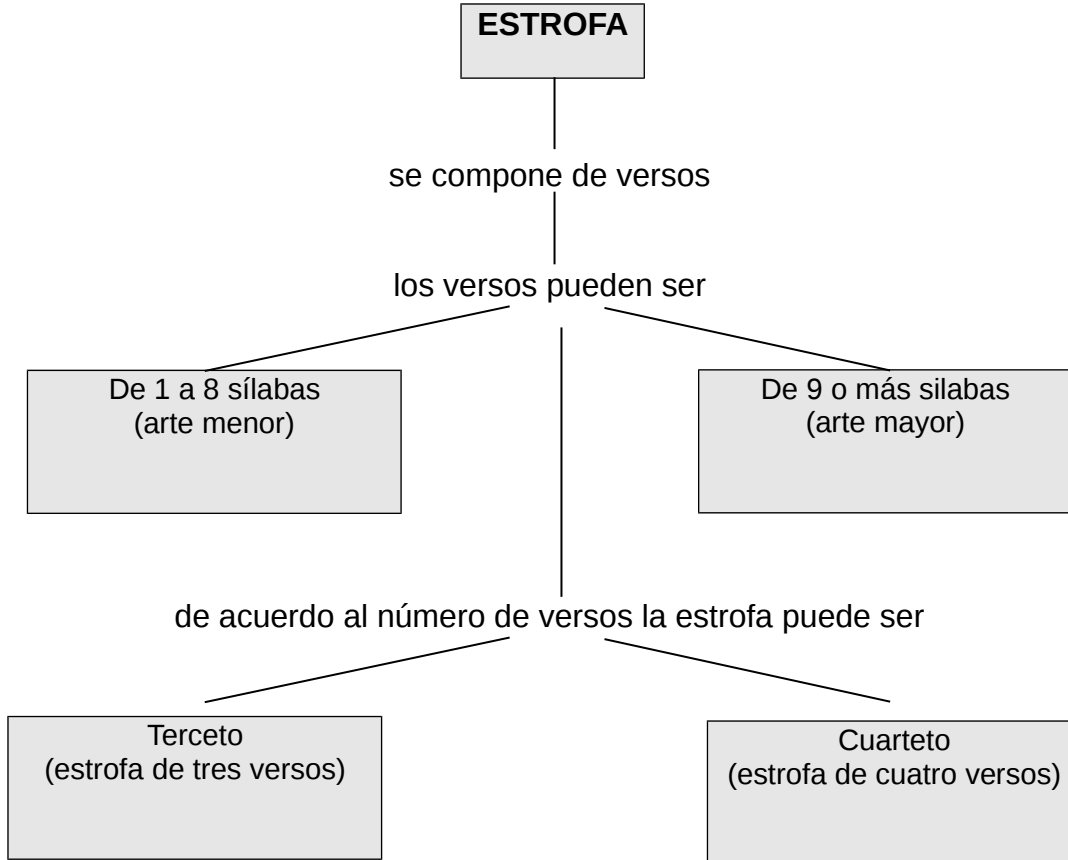 ESTROFA
se compone de versos
los versos pueden ser
De 1 a 8 sílabas
(arte menor)
De 9 o más silabas
(arte mayor)
de acuerdo al número de versos la estrofa puede ser
Terceto
(estrofa de tres versos)
Cuarteto
(estrofa de cuatro versos)